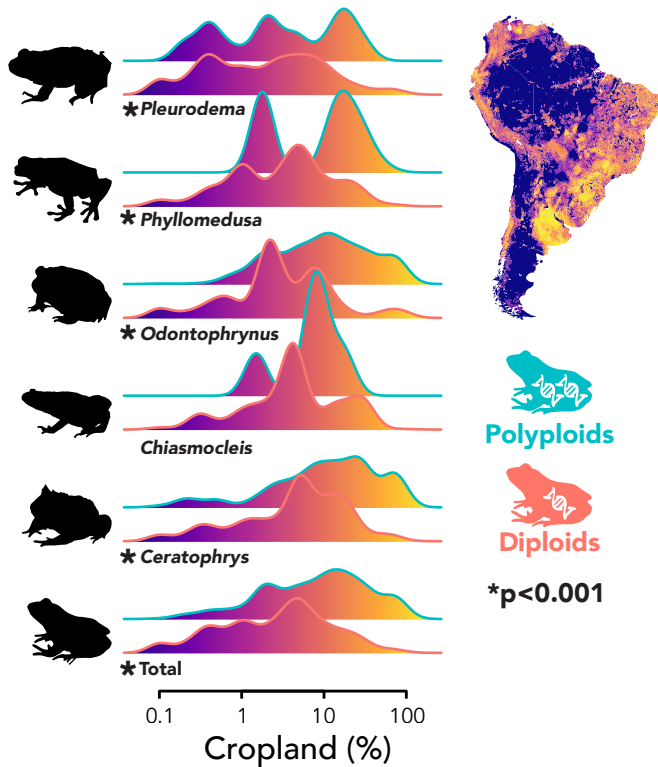 * Pleurodema
* Phyllomedusa
* Odontophrynus
Chiasmocleis
* Ceratophrys
* Total
0.1 1 10 100
Cropland (%)
Polyploids
Diploids
*p<0.001